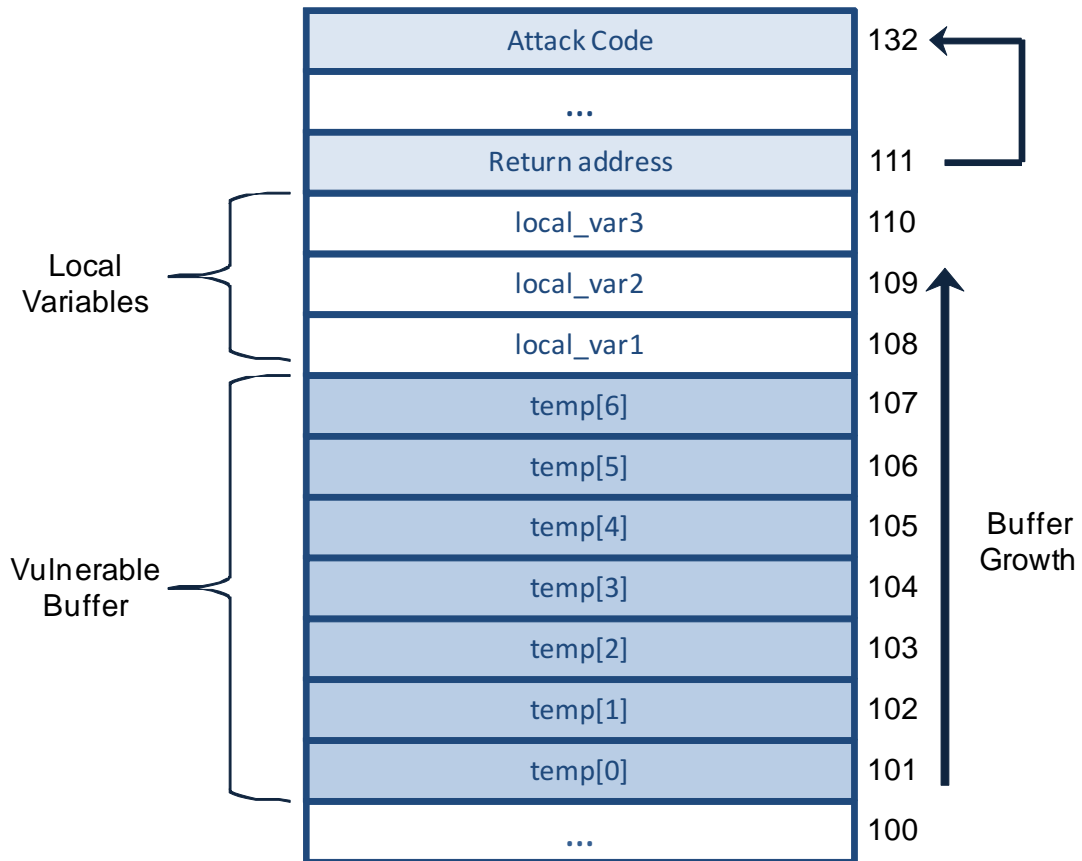 Attack Code 132
...
Return address 111
local_var3 110
Local
Variables
local_var2 109
local_var1 108
temp[6] 107
temp[5] 106
temp[4] 105
Buffer
Growth
Vulnerable
Buffer
temp[3] 104
temp[2] 103
temp[1] 102
temp[0] 101
... 100